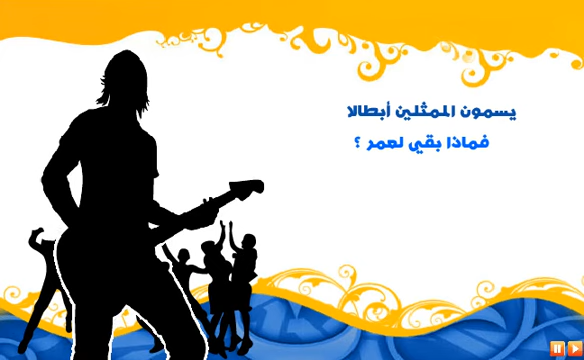 يسمون الممثلين أبطالا
فماذا بقي لعمر ؟